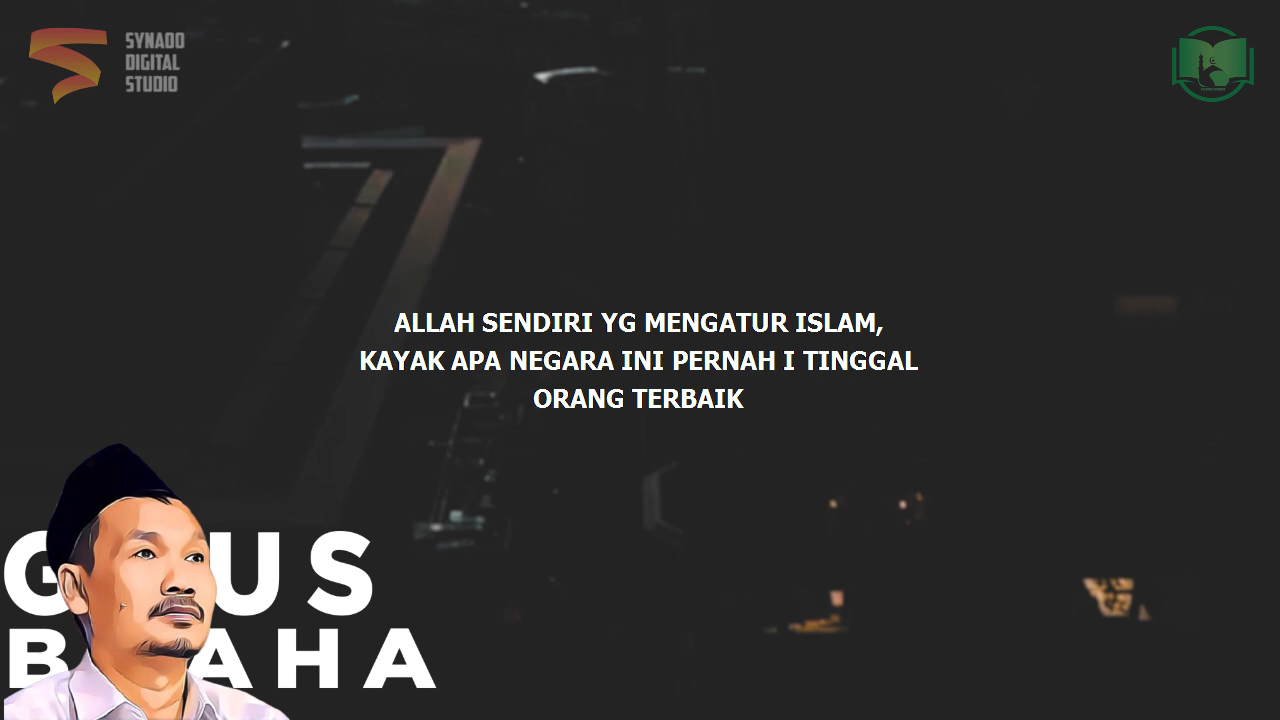 SYNADO
DIGITAL
STUDIO
ALLAH SENDIRI YG MENGATUR ISLAM,
KAYAK APA NEGARA INI PERNAH I TINGGAL
ORANG TERBAIK
GUS
BAHA